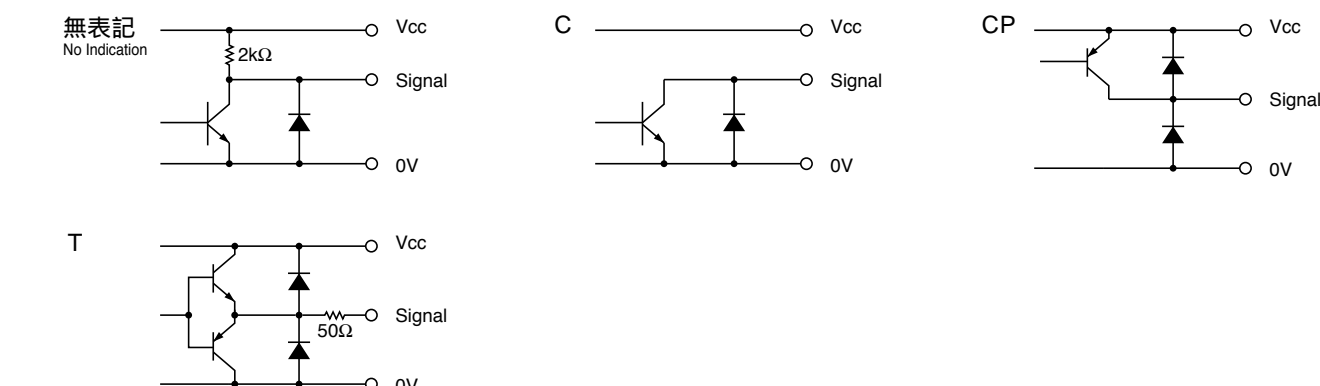 無表記
No Indication
Vcc
2kΩ
Signal
0V
C
Vcc
Signal
0V
CP
Vcc
Signal
0V
T
Vcc
Signal
50Ω
0V